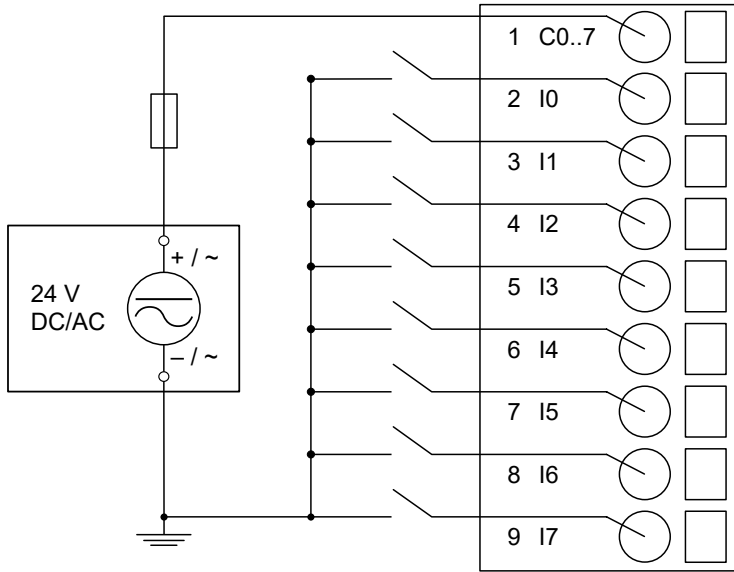 1 C0..7
2 I0
3 I1
+ / ~
4 I2
24 V
DC/AC
5 I3
– / ~
6 I4
7 I5
8 I6
9 I7